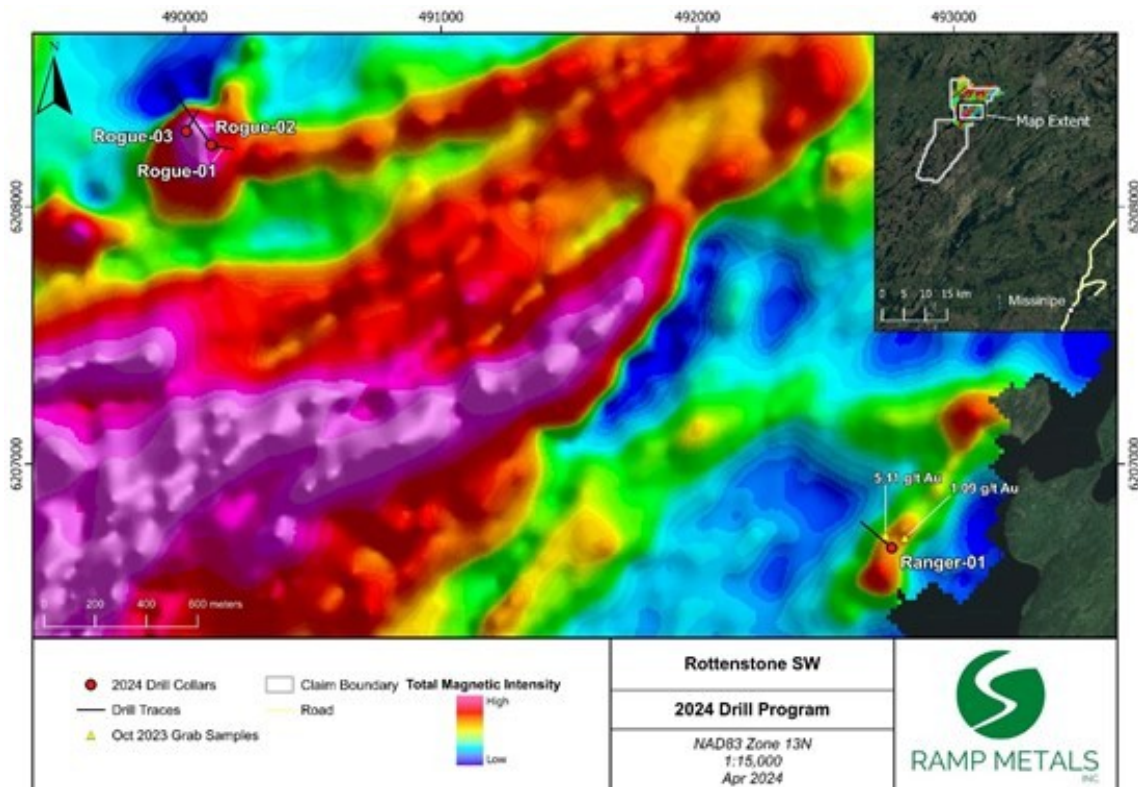 490000 491000 492000 493000
N
Map Extent
Rogue-03
Rogue-02
Rogue-01
6208000 6208000
0 5 10 15 km
Missinipe
6207000 6207000
5.11 g/t Au
1.09 g/t Au
Ranger-01
0 200 400 600 meters
2024 Drill Collars
Drill Traces
Oct 2023 Grab Samples
Claim Boundary
Road
Total Magnetic Intensity
High
Low
Rottenstone SW
2024 Drill Program
NAD83 Zone 13N
1:15,000
Apr 2024
RAMP METALS
INC